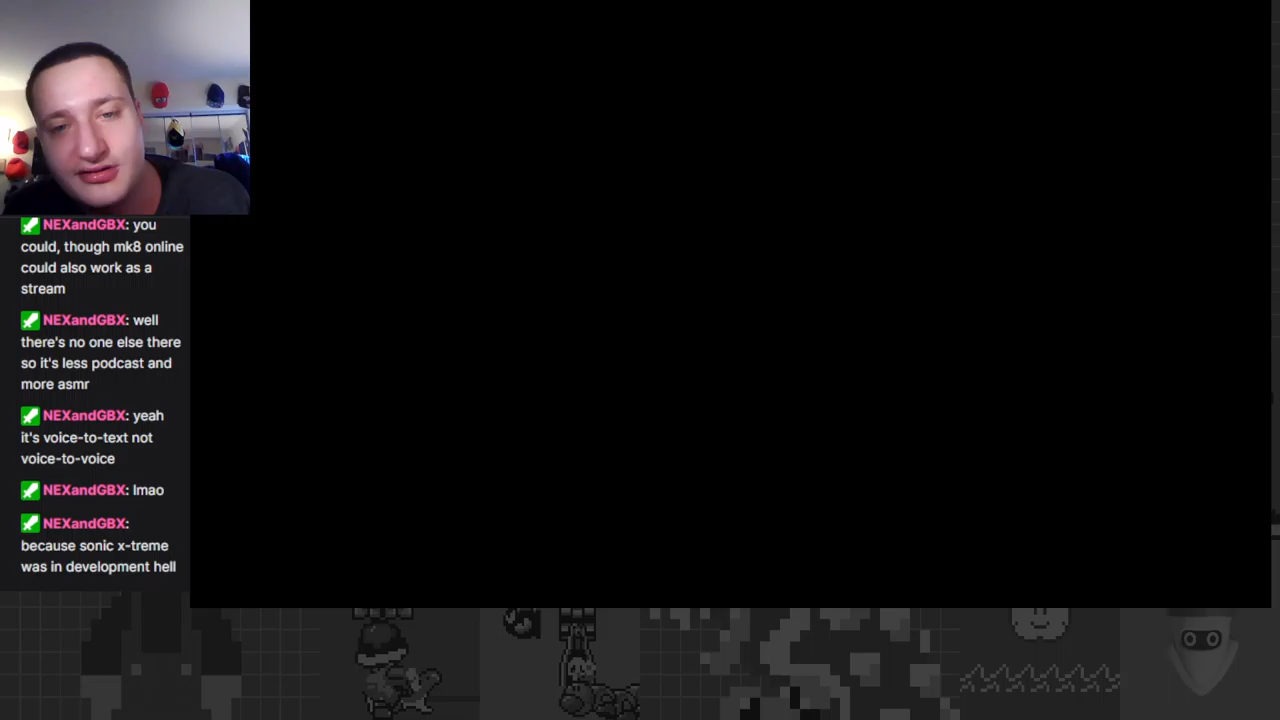 NEXandGBX: you
could, though mk8 online
could also work as a
stream
NEXandGBX: well
there's no one else there
so it's less podcast and
more asmr
NEXandGBX: yeah
it's voice-to-text not
voice-to-voice
NEXandGBX: lmao
NEXandGBX:
because sonic x-treme
was in development hell